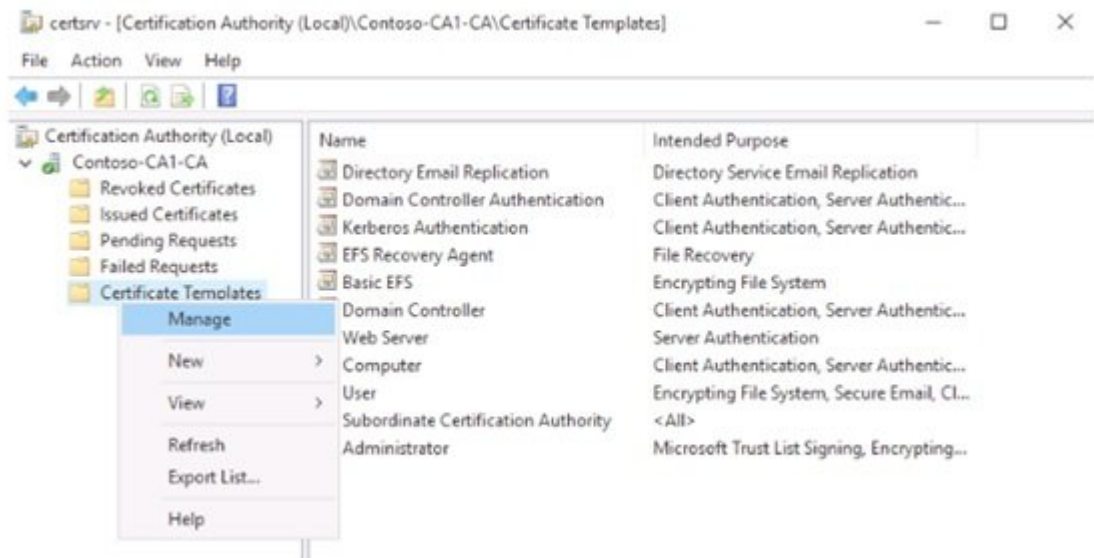 certsrv - [Certification Authority (Local)\Contoso-CA1-CA\Certificate Templates]
File Action View Help
Certification Authority (Local)
Contoso-CA1-CA
Revoked Certificates
Issued Certificates
Pending Requests
Failed Requests
Certificate Templates
Manage
New
View
Refresh
Export List...
Help
Name Intended Purpose
Directory Email Replication Directory Service Email Replication
Domain Controller Authentication Client Authentication, Server Authentic...
Kerberos Authentication Client Authentication, Server Authentic...
EFS Recovery Agent File Recovery
Basic EFS Encrypting File System
Domain Controller Client Authentication, Server Authentic...
Web Server Server Authentication
Computer Client Authentication, Server Authentic...
User Encrypting File System, Secure Email, Cl...
Subordinate Certification Authority <All>
Administrator Microsoft Trust List Signing, Encrypting...